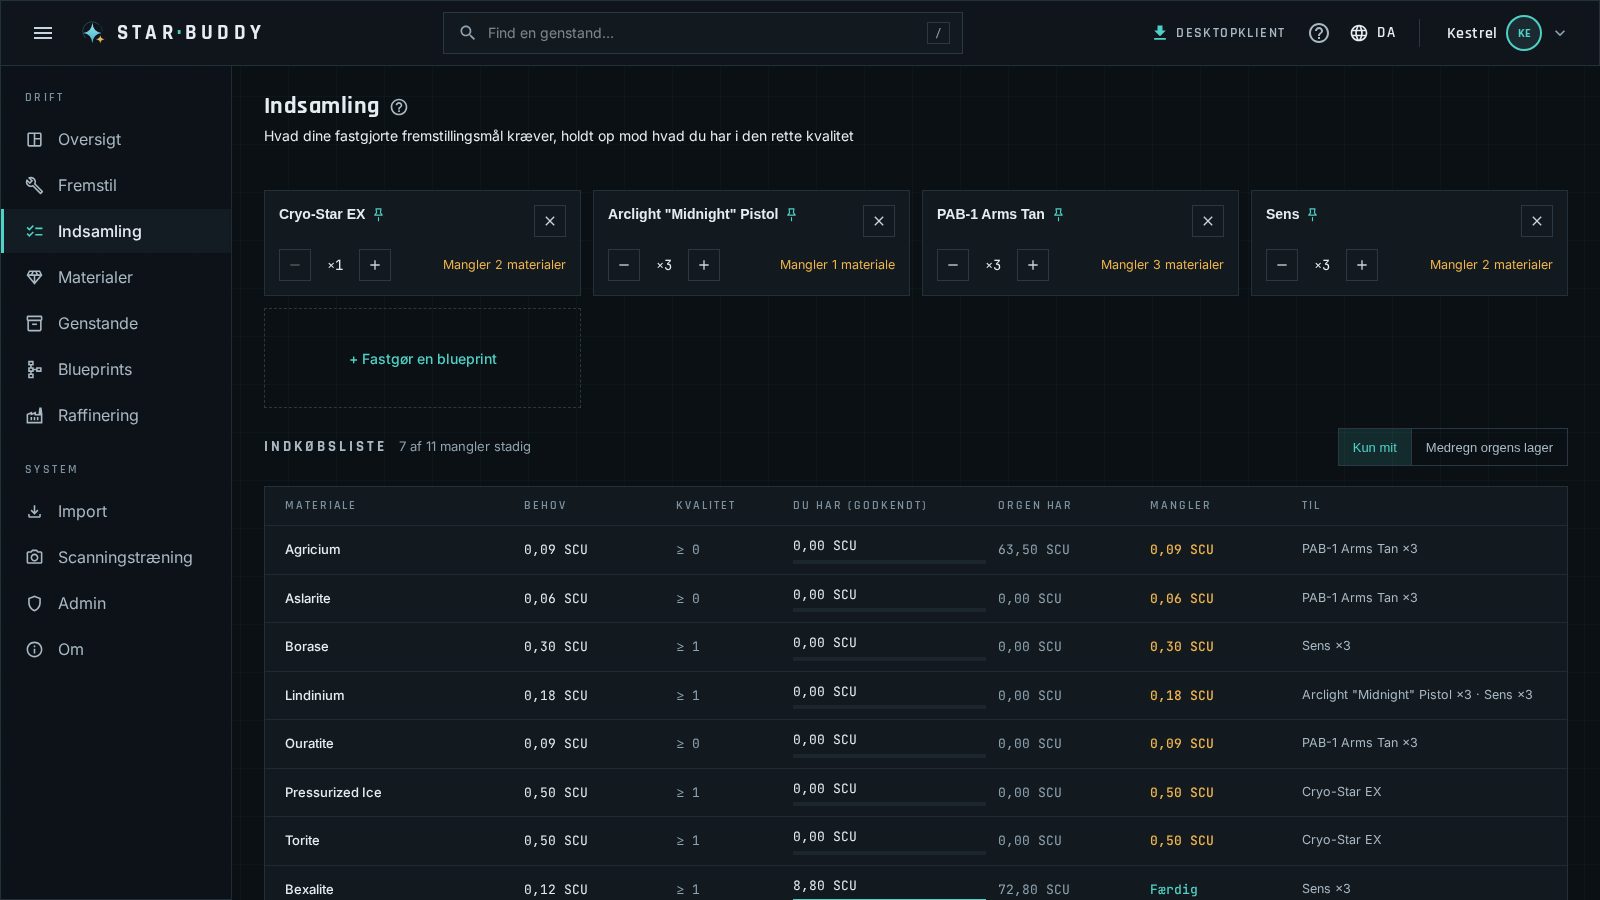 STAR·BUDDY
Find en genstand...
/
DESKTOPKLIENT
DA
Kestrel
KE
DRIFT
Oversigt
Fremstil
Indsamling
Materialer
Genstande
Blueprints
Raffinering
SYSTEM
Import
Scanningstræning
Admin
Om
Indsamling
Hvad dine fastgjorte fremstillingsmål kræver, holdt op mod hvad du har i den rette kvalitet
Cryo-Star EX
×1
Mangler 2 materialer
Arclight "Midnight" Pistol
×3
Mangler 1 materiale
PAB-1 Arms Tan
×3
Mangler 3 materialer
Sens
×3
Mangler 2 materialer
+ Fastgør en blueprint
INDKØBSLISTE 7 af 11 mangler stadig
Kun mit
Medregn orgens lager
MATERIALE BEHOV KVALITET DU HAR (GODKENDT) ORGEN HAR MANGLER TIL
Agricium 0,09 SCU ≥ 0 0,00 SCU 63,50 SCU 0,09 SCU PAB-1 Arms Tan ×3
Aslarite 0,06 SCU ≥ 0 0,00 SCU 0,00 SCU 0,06 SCU PAB-1 Arms Tan ×3
Borase 0,30 SCU ≥ 1 0,00 SCU 0,00 SCU 0,30 SCU Sens ×3
Lindinium 0,18 SCU ≥ 1 0,00 SCU 0,00 SCU 0,18 SCU Arclight "Midnight" Pistol ×3 · Sens ×3
Ouratite 0,09 SCU ≥ 0 0,00 SCU 0,00 SCU 0,09 SCU PAB-1 Arms Tan ×3
Pressurized Ice 0,50 SCU ≥ 1 0,00 SCU 0,00 SCU 0,50 SCU Cryo-Star EX
Torite 0,50 SCU ≥ 1 0,00 SCU 0,00 SCU 0,50 SCU Cryo-Star EX
Bexalite 0,12 SCU ≥ 1 8,80 SCU 72,80 SCU Færdig Sens ×3